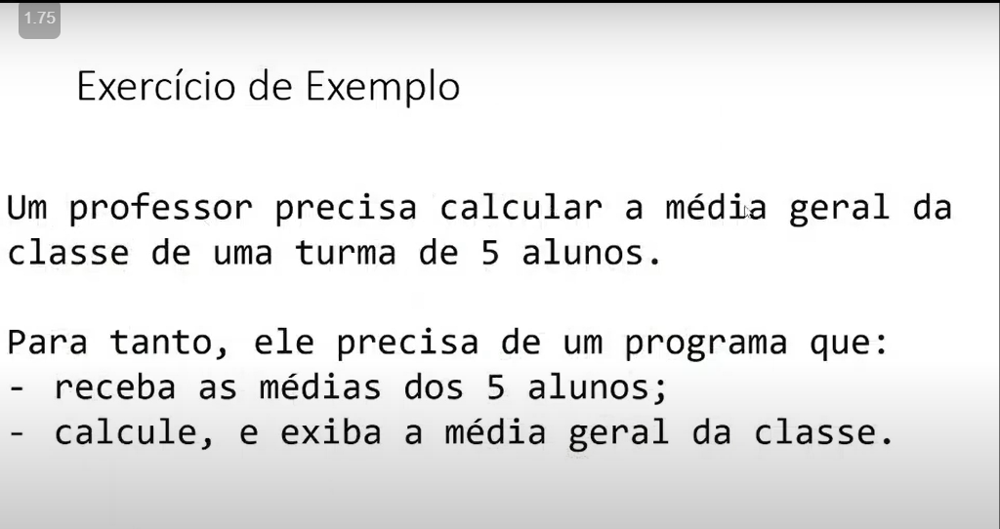 1.75
Exercício de Exemplo
Um professor precisa calcular a média geral da
classe de uma turma de 5 alunos.
Para tanto, ele precisa de um programa que:
- receba as médias dos 5 alunos;
- calcule, e exiba a média geral da classe.